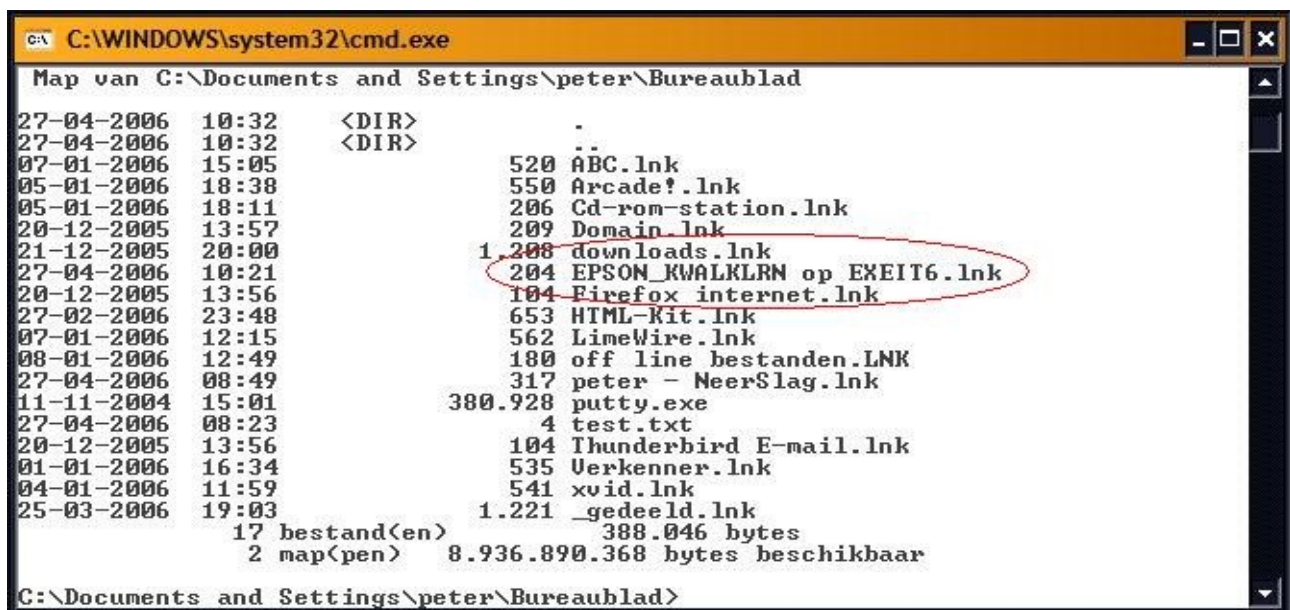 C:\WINDOWS\system32\cmd.exe
Map van C:\Documents and Settings\peter\Bureaublad
27-04-2006 10:32 <DIR> .
27-04-2006 10:32 <DIR> ..
07-01-2006 15:05 520 ABC.lnk
05-01-2006 18:38 550 Arcade!.lnk
05-01-2006 18:11 206 Cd-rom-station.lnk
20-12-2005 13:57 209 Domain.lnk
21-12-2005 20:00 1.208 downloads.lnk
27-04-2006 10:21 204 EPSON_KWALKLRN op EXEIT6.lnk
20-12-2005 13:56 104 Firefox internet.lnk
27-02-2006 23:48 653 HTML-Kit.lnk
07-01-2006 12:15 562 LimeWire.lnk
08-01-2006 12:49 180 off line bestanden.LNK
27-04-2006 08:49 317 peter - NeerSlag.lnk
11-11-2004 15:01 380.928 putty.exe
27-04-2006 08:23 4 test.txt
20-12-2005 13:56 104 Thunderbird E-mail.lnk
01-01-2006 16:34 535 Verkenner.lnk
04-01-2006 11:59 541 xvid.lnk
25-03-2006 19:03 1.221 _gedeeld.lnk
17 bestand(en) 388.046 bytes
2 map(pen) 8.936.890.368 bytes beschikbaar
C:\Documents and Settings\peter\Bureaublad>